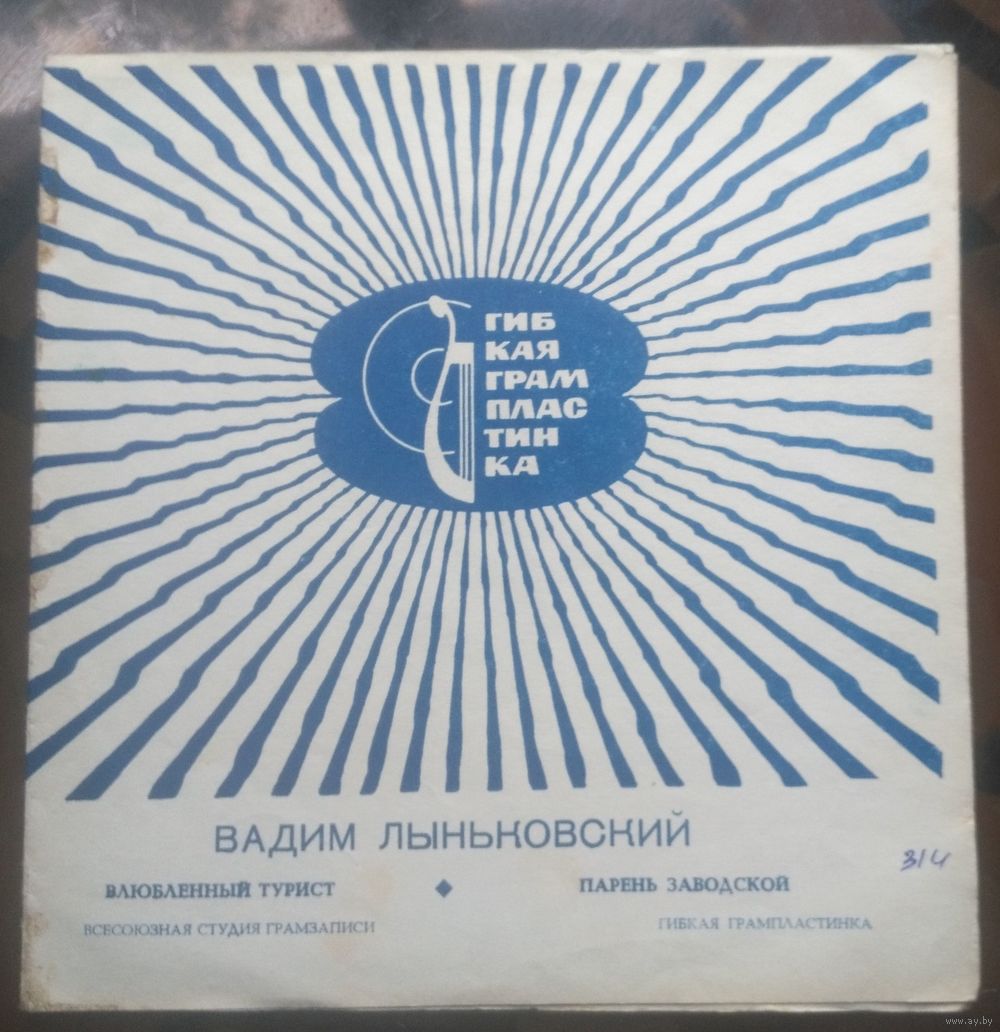 ГИБ
КАЯ
ГРАМ
ПЛАС
ТИН
КА
ВАДИМ ЛЫНЬКОВСКИЙ
ВЛЮБЛЕННЫЙ ТУРИСТ ◆ ПАРЕНЬ ЗАВОДСКОЙ
ВСЕСОЮЗНАЯ СТУДИЯ ГРАМЗАПИСИ ГИБКАЯ ГРАМПЛАСТИНКА
www.ay.by